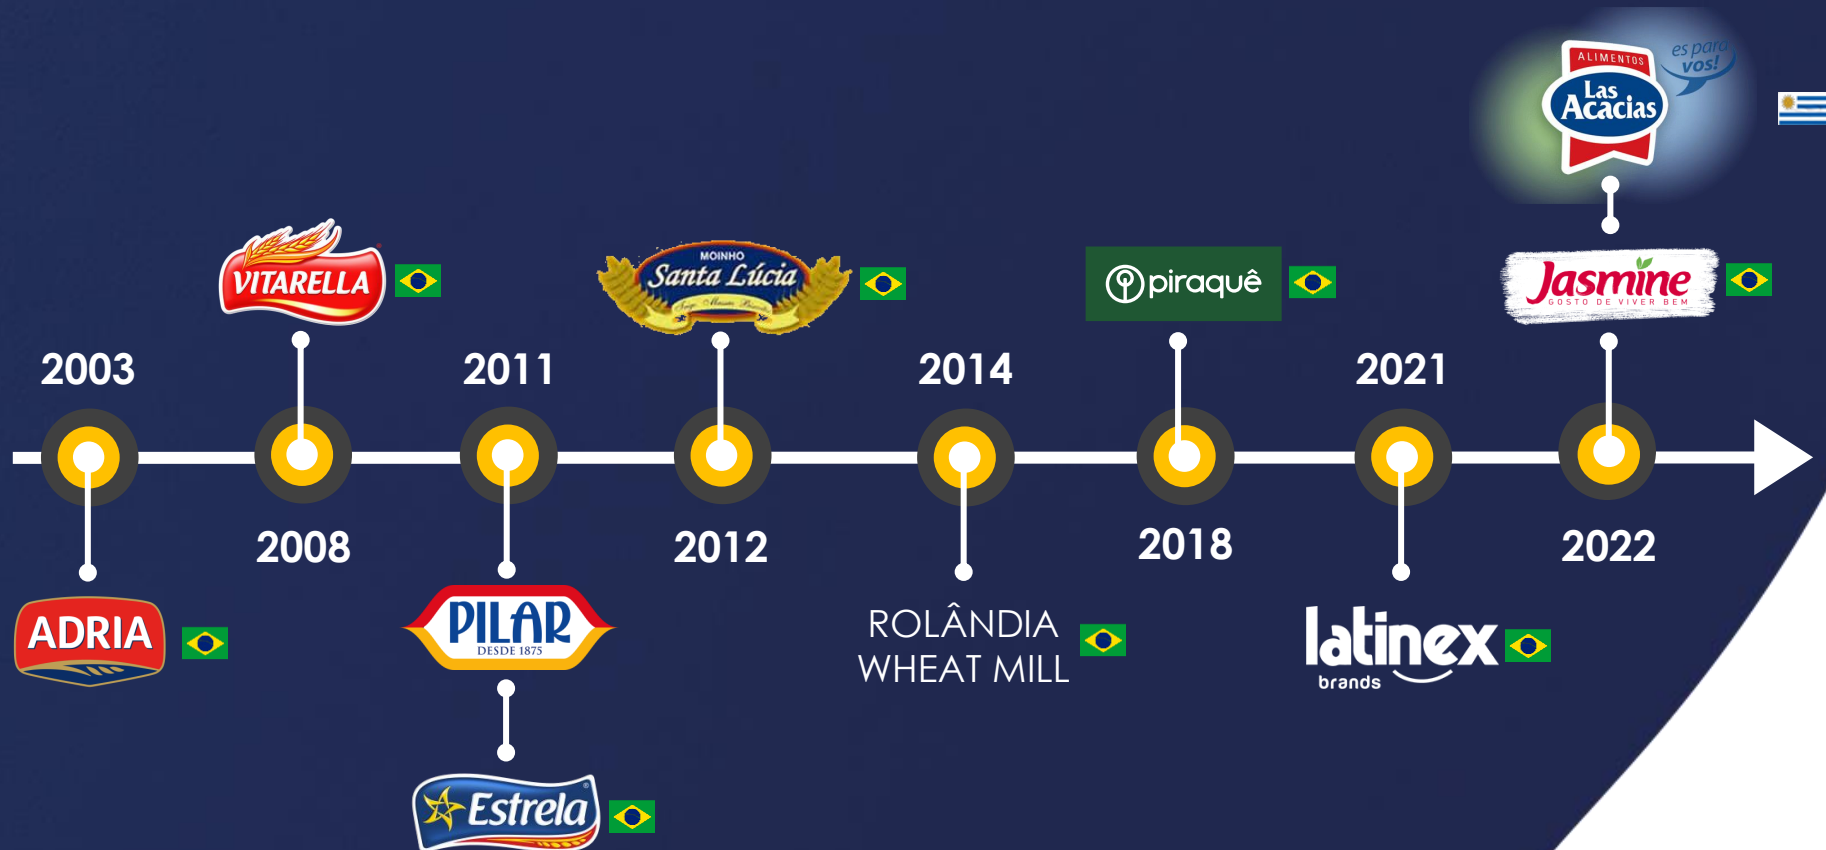 ALIMENTOS
Las
Acacias
es para
vos!
VITARELLA
MOINHO
Santa Lúcia
piraquê
Jasmine
GOSTO DE VIVER BEM
2003
2011
2014
2021
2008
2012
2018
2022
ADRIA
PILAR
DESDE 1875
ROLÂNDIA
WHEAT MILL
latinex
brands
Estrela